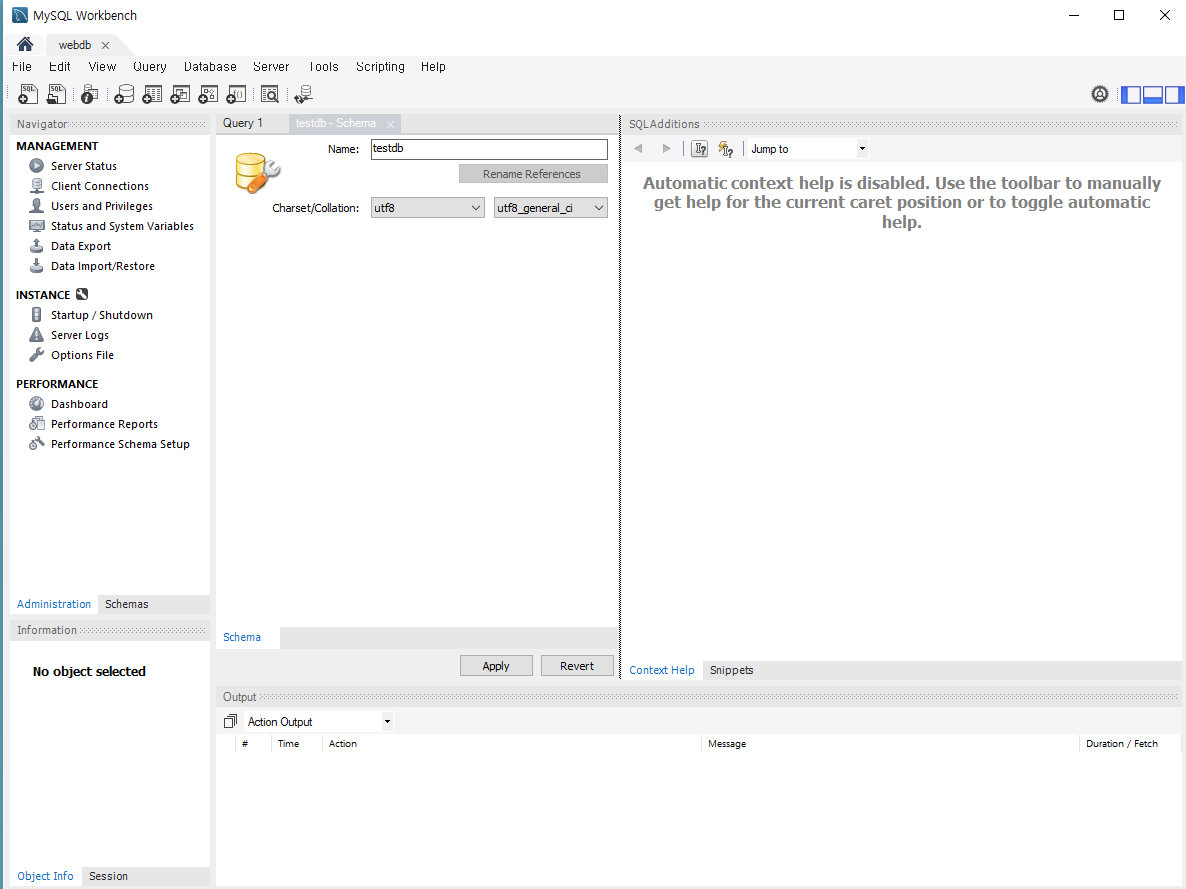 MySQL Workbench
webdb
File Edit View Query Database Server Tools Scripting Help
Navigator
MANAGEMENT
Server Status
Client Connections
Users and Privileges
Status and System Variables
Data Export
Data Import/Restore
INSTANCE
Startup / Shutdown
Server Logs
Options File
PERFORMANCE
Dashboard
Performance Reports
Performance Schema Setup
Administration Schemas
Information
No object selected
Object Info Session
Query 1 testdb - Schema
Name: testdb
Rename References
Charset/Collation: utf8 utf8_general_ci
Schema
Apply Revert
SQLAdditions
Jump to
Automatic context help is disabled. Use the toolbar to manually
get help for the current caret position or to toggle automatic
help.
Context Help Snippets
Output
Action Output
# Time Action Message Duration / Fetch